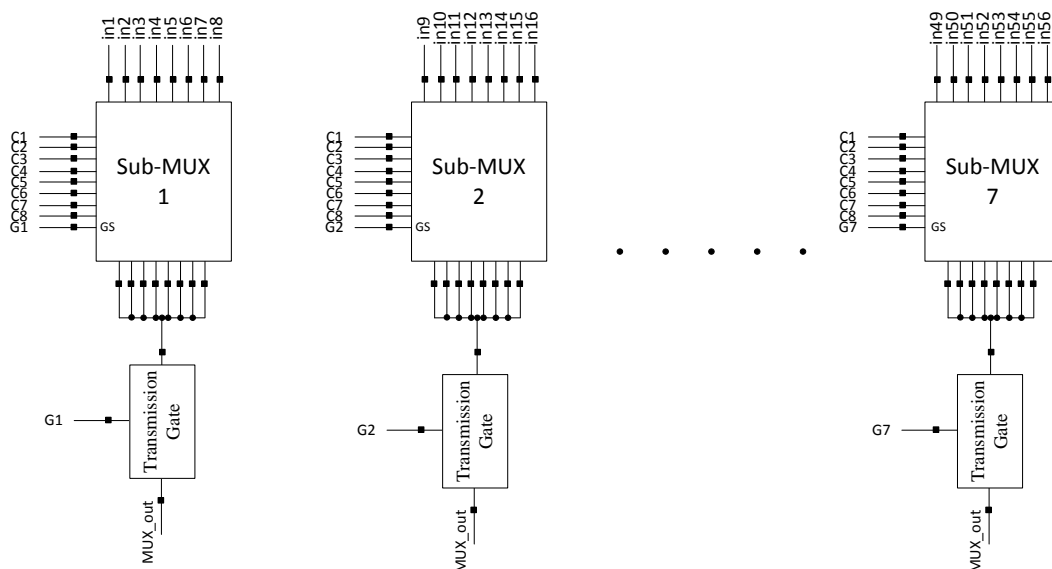 in1
in2
in3
in4
in5
in6
in7
in8
C1
C2
C3
C4
C5
C6
C7
C8
G1
GS
Sub-MUX
1
G1
Transmission
Gate
MUX_out
in9
in10
in11
in12
in13
in14
in15
in16
C1
C2
C3
C4
C5
C6
C7
C8
G2
GS
Sub-MUX
2
G2
Transmission
Gate
MUX_out
in49
in50
in51
in52
in53
in54
in55
in56
C1
C2
C3
C4
C5
C6
C7
C8
G7
GS
Sub-MUX
7
G7
Transmission
Gate
MUX_out